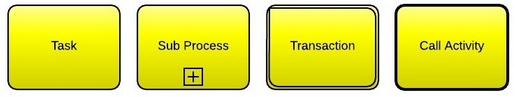 Task
Sub Process
Transaction
Call Activity